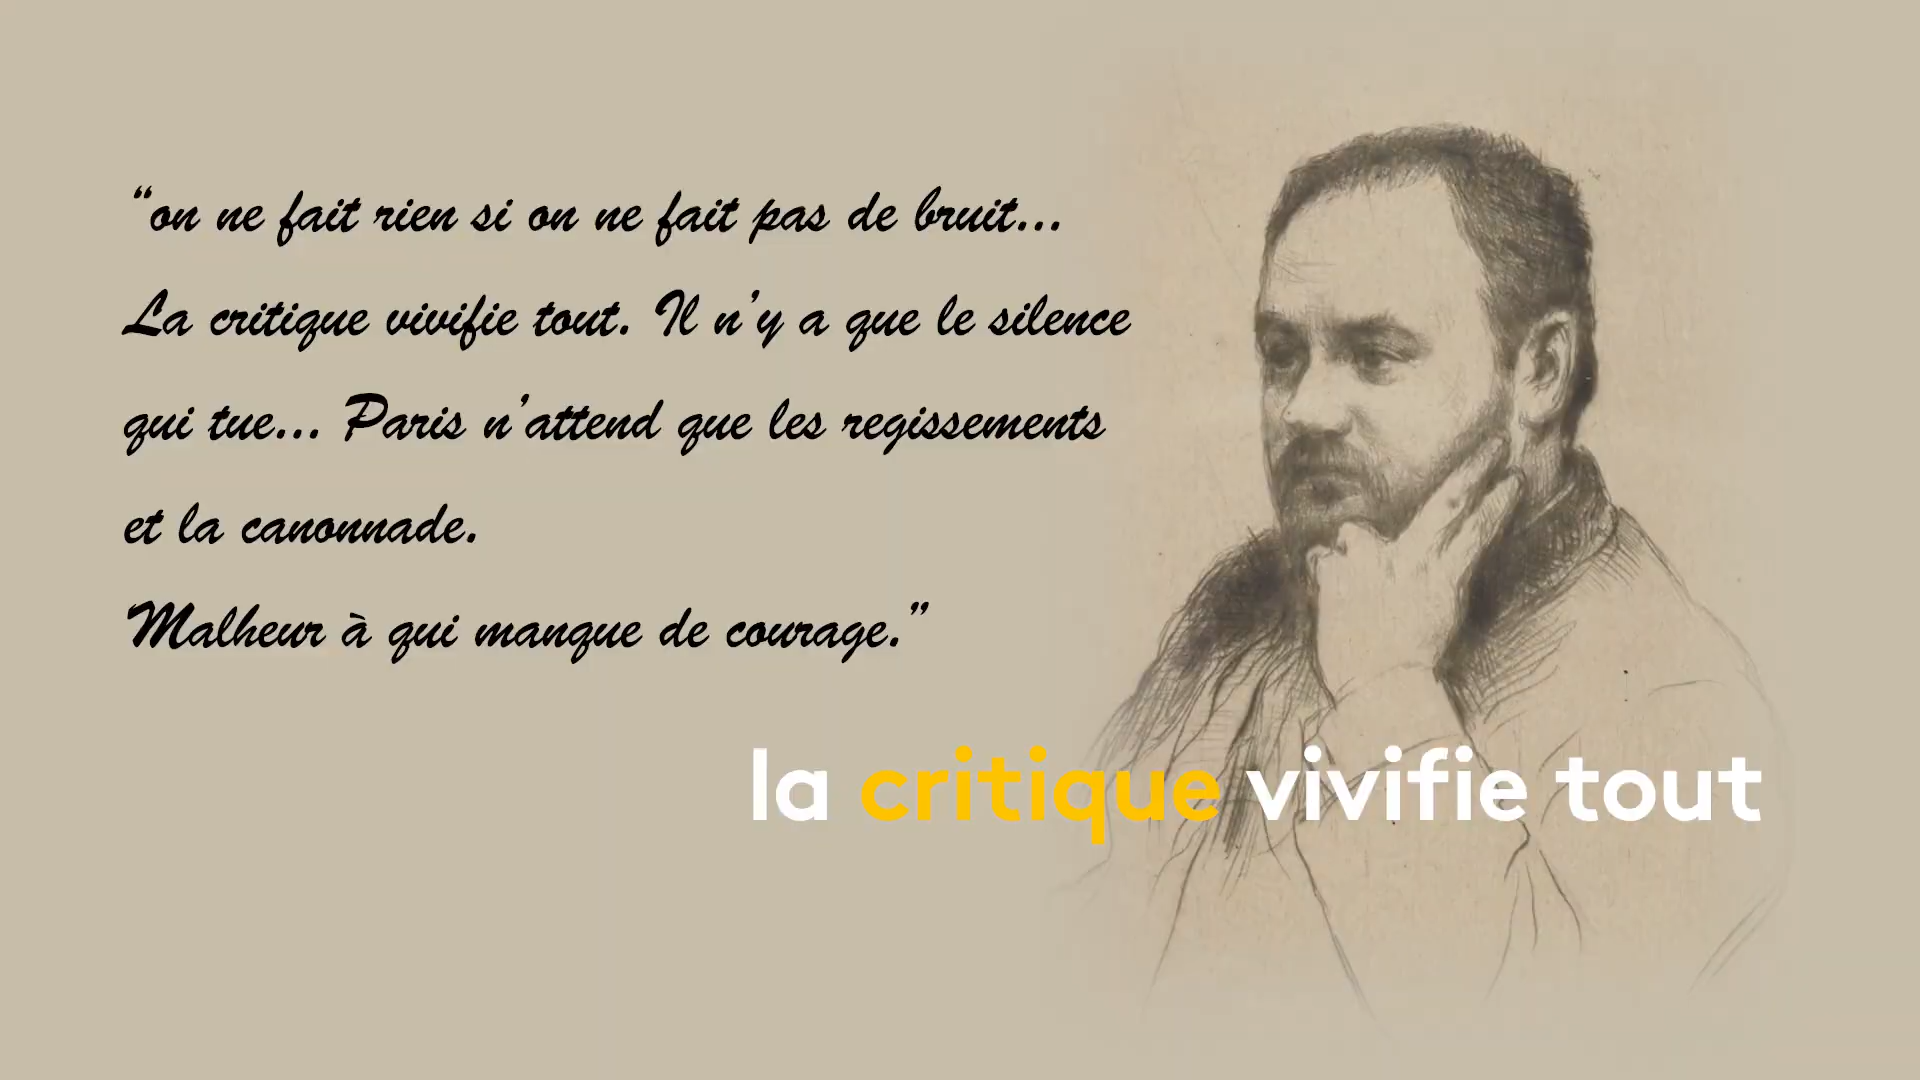 “on ne fait rien si on ne fait pas de bruit...
La critique vivifie tout. Il n’y a que le silence
qui tue... Paris n’attend que les regissements
et la canonnade.
Malheur à qui manque de courage.”
la critique vivifie tout